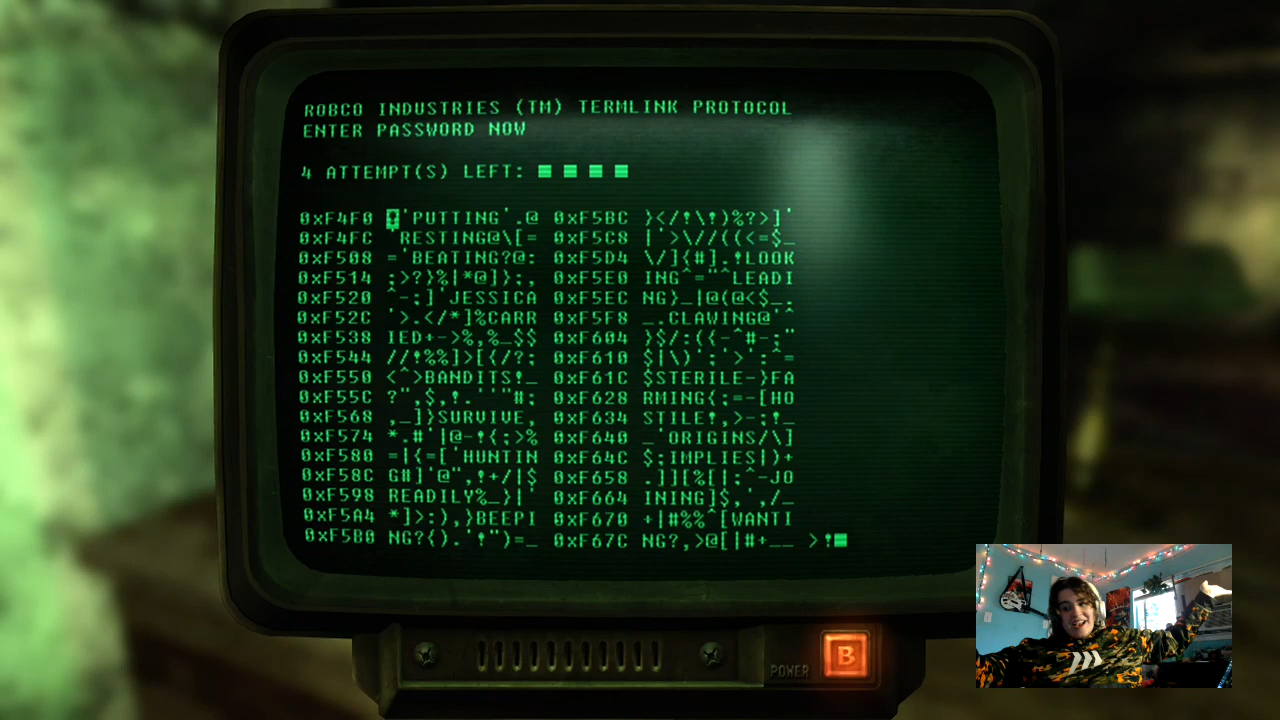 ROBCO INDUSTRIES (TM) TERMLINK PROTOCOL
ENTER PASSWORD NOW
4 ATTEMPT(S) LEFT:
0xF4F0 !'PUTTING'.@ 0xF5BC }</!\!)%?>]'
0xF4FC "RESTING@\[= 0xF5C8 |'>\//((<=$_
0xF508 ='BEATING?@: 0xF5D4 \/]{#].!LOOK
0xF514 ;>?}%|*@]}:, 0xF5E0 ING^="^LEADI
0xF520 ^-:]'JESSICA 0xF5EC NG}_|@(@<$_.
0xF52C '>.</*]%CARR 0xF5F8 _.CLAWING@'^
0xF538 IED+->%,%_$$ 0xF604 }$/:({-^#-;"
0xF544 //!%%]>[{/?: 0xF610 $|\)':'>':^=
0xF550 <^>BANDITS!_ 0xF61C $STERILE-}FA
0xF55C ?",$,!.''"#; 0xF628 RMING{;=-[HO
0xF568 ,_]}SURVIVE, 0xF634 STILE!,>-;!_
0xF574 *.#'|@-!{;>% 0xF640 _'ORIGINS/\]
0xF580 =|{=['HUNTIN 0xF64C $;IMPLIES|)+
0xF58C G#]'@",!+/|$ 0xF658 .]][%[|:^-JO
0xF598 READILY%_}|' 0xF664 INING]$,',/_
0xF5A4 *]>:),}BEEPI 0xF670 +|#%%^[WANTI
0xF5B0 NG?{).'!")=_ 0xF67C NG?,>@[|#+__ >!
POWER
B